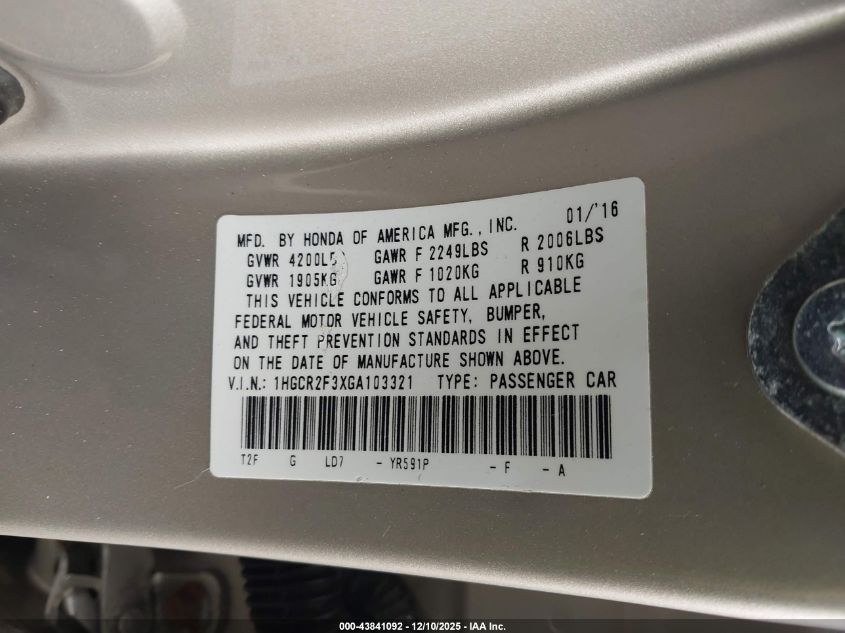 MFD. BY HONDA OF AMERICA MFG., INC. 01/'16
GVWR 4200LB GAWR F 2249LBS R 2006LBS
GVWR 1905KG GAWR F 1020KG R 910KG
THIS VEHICLE CONFORMS TO ALL APPLICABLE
FEDERAL MOTOR VEHICLE SAFETY, BUMPER,
AND THEFT PREVENTION STANDARDS IN EFFECT
ON THE DATE OF MANUFACTURE SHOWN ABOVE.
V.I.N.: 1HGCR2F3XGA103321 TYPE: PASSENGER CAR
T2F G LD7 - YR591P - F - A
000-43841092 - 12/10/2025 - IAA Inc.